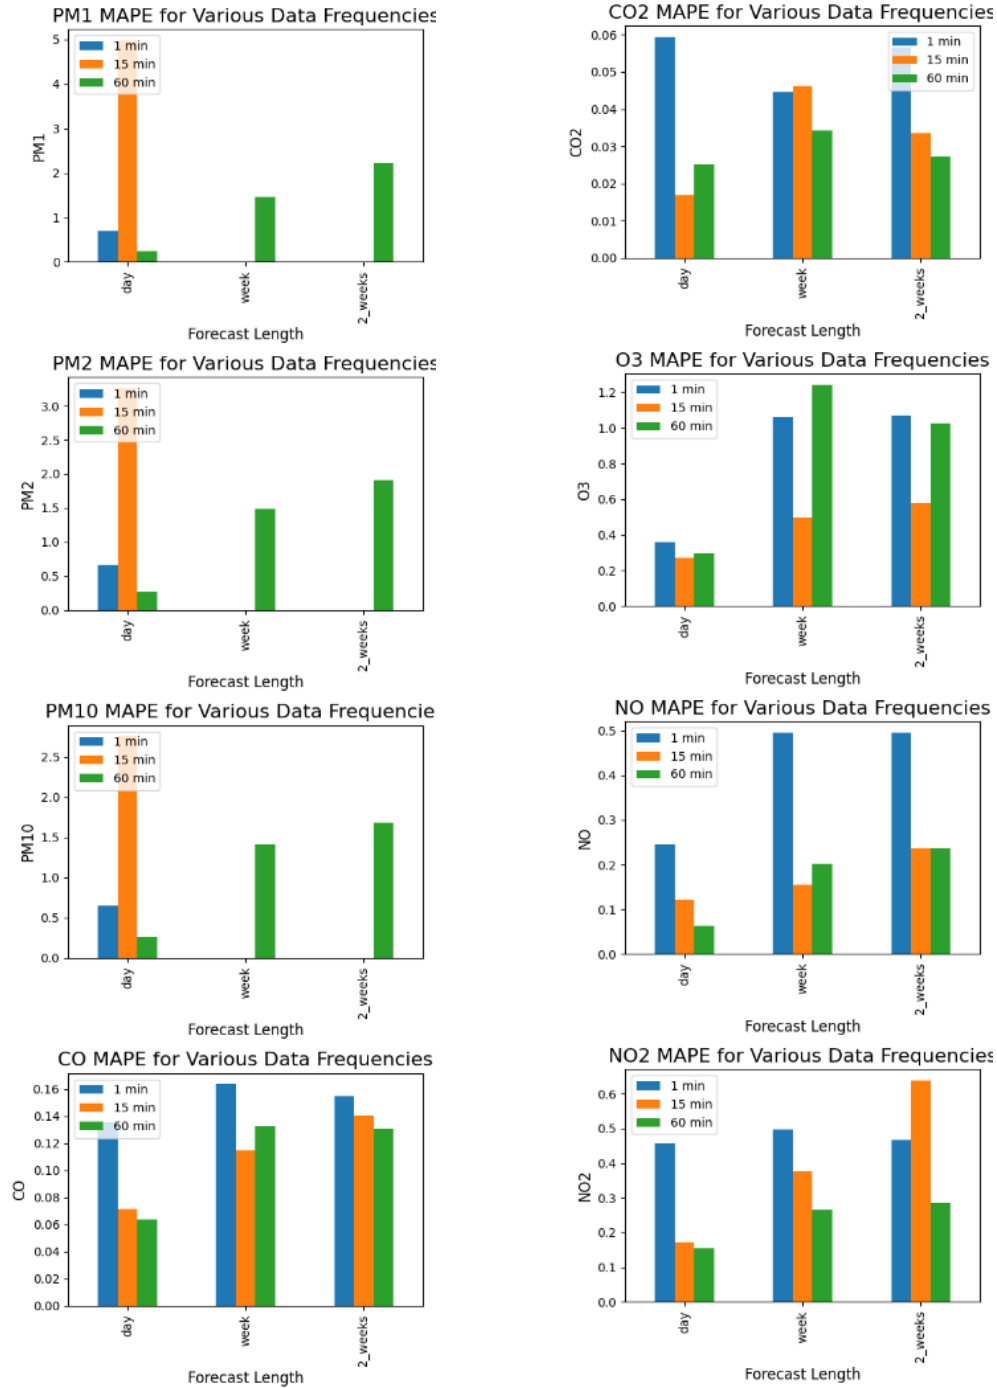 PM1 MAPE for Various Data Frequencies
1 min
15 min
60 min
5
4
3
2
1
0
PM1
day
week
2_weeks
Forecast Length
CO2 MAPE for Various Data Frequencies
1 min
15 min
60 min
0.06
0.05
0.04
0.03
0.02
0.01
0.00
CO2
day
week
2_weeks
Forecast Length
PM2 MAPE for Various Data Frequencies
1 min
15 min
60 min
3.0
2.5
2.0
1.5
1.0
0.5
0.0
PM2
day
week
2_weeks
Forecast Length
O3 MAPE for Various Data Frequencies
1 min
15 min
60 min
1.2
1.0
0.8
0.6
0.4
0.2
0.0
O3
day
week
2_weeks
Forecast Length
PM10 MAPE for Various Data Frequencie
1 min
15 min
60 min
2.5
2.0
1.5
1.0
0.5
0.0
PM10
day
week
2_weeks
Forecast Length
NO MAPE for Various Data Frequencies
1 min
15 min
60 min
0.5
0.4
0.3
0.2
0.1
0.0
NO
day
week
2_weeks
Forecast Length
CO MAPE for Various Data Frequencies
1 min
15 min
60 min
0.16
0.14
0.12
0.10
0.08
0.06
0.04
0.02
0.00
CO
day
week
2_weeks
Forecast Length
NO2 MAPE for Various Data Frequencies
1 min
15 min
60 min
0.6
0.5
0.4
0.3
0.2
0.1
0.0
NO2
day
week
2_weeks
Forecast Length